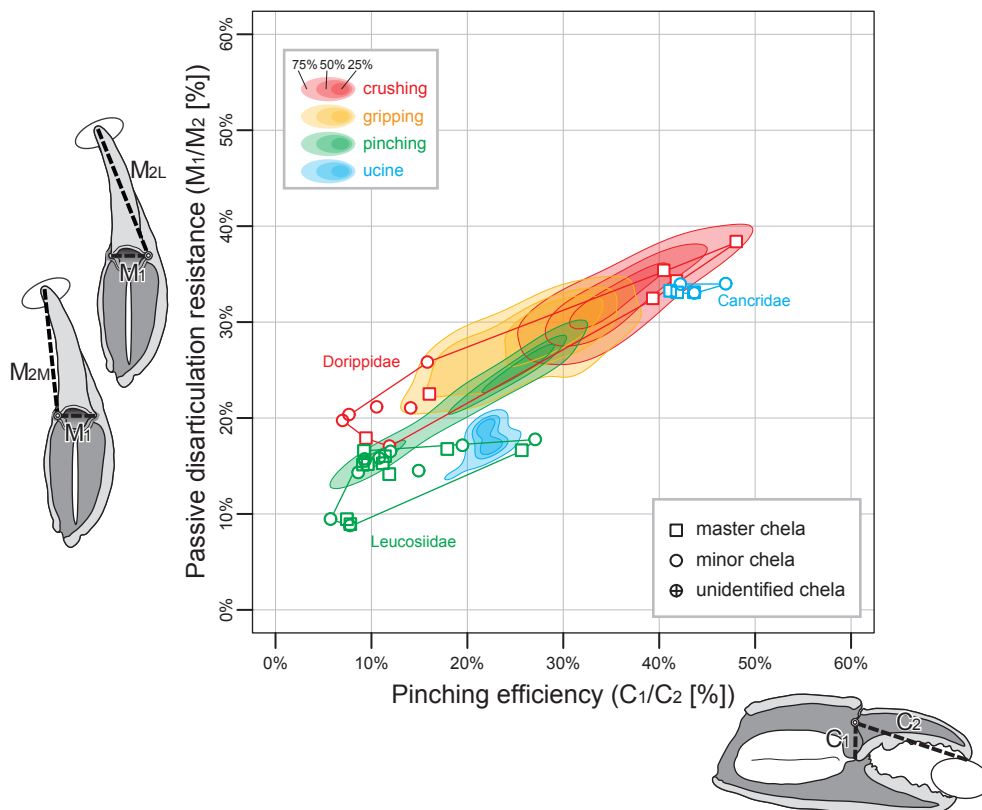 60%
50%
40%
30%
20%
10%
0%
Passive disarticulation resistance (M1/M2 [%])
75% 50% 25%
crushing
gripping
pinching
ucine
M2L
M1
M2M
M1
Cancridae
Dorippidae
Leucosiidae
master chela
minor chela
unidentified chela
0% 10% 20% 30% 40% 50% 60%
Pinching efficiency (C1/C2 [%])
C1
C2